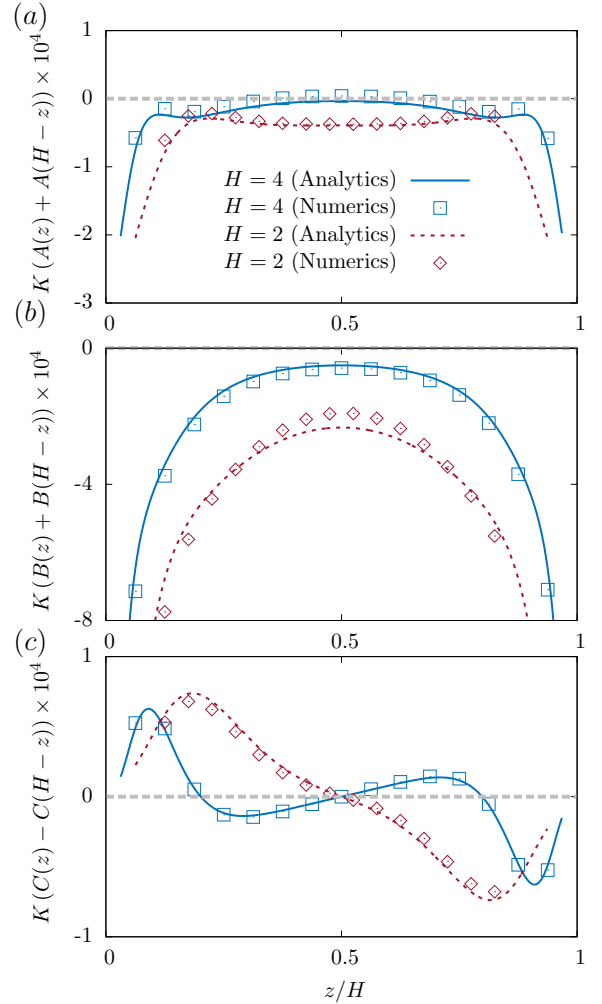 (a)
K (A(z) + A(H − z)) × 10⁴
1
0
-1
-2
-3
H = 4 (Analytics)
H = 4 (Numerics)
H = 2 (Analytics)
H = 2 (Numerics)
0 0.5 1
(b)
K (B(z) + B(H − z)) × 10⁴
0
-4
-8
0 0.5 1
(c)
K (C(z) − C(H − z)) × 10⁴
1
0
-1
0 0.5 1
z/H